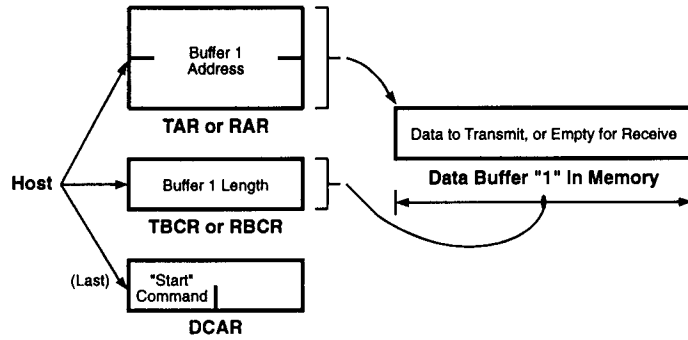 Buffer 1
Address
TAR or RAR
Data to Transmit, or Empty for Receive
Data Buffer "1" In Memory
Host
Buffer 1 Length
TBCR or RBCR
(Last)
"Start"
Command
DCAR